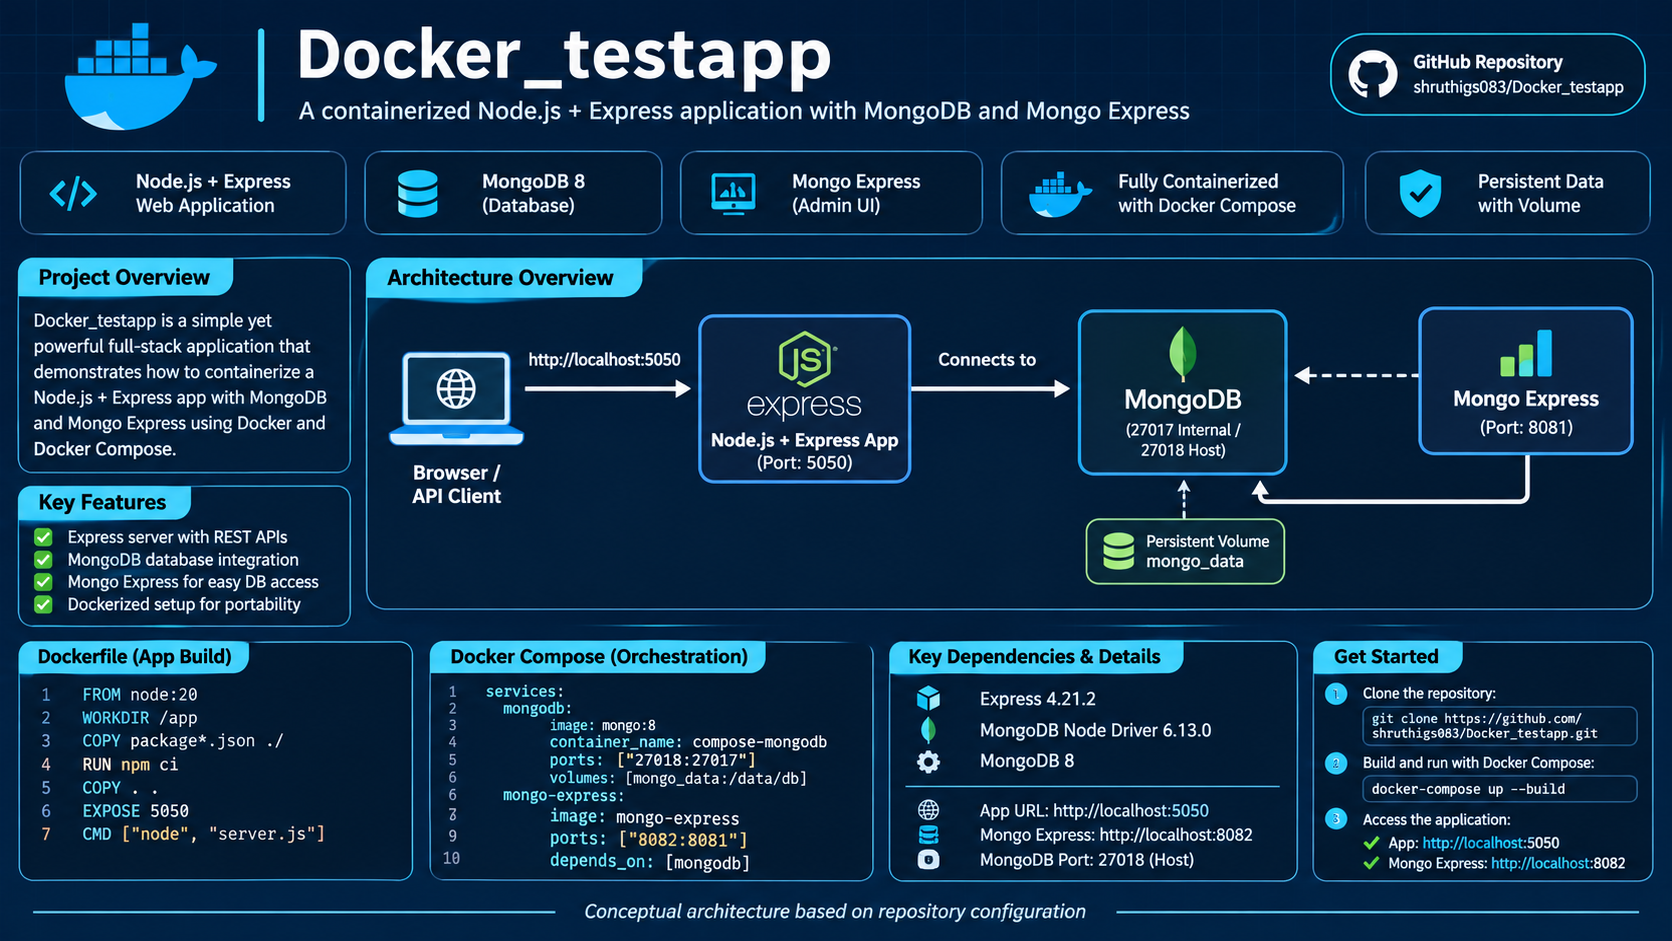 Docker_testapp
A containerized Node.js + Express application with MongoDB and Mongo Express
GitHub Repository
shruthigs083/Docker_testapp
</>
Node.js + Express
Web Application
MongoDB 8
(Database)
Mongo Express
(Admin UI)
Fully Containerized
with Docker Compose
Persistent Data
with Volume
Project Overview
Docker_testapp is a simple yet
powerful full-stack application that
demonstrates how to containerize a
Node.js + Express app with MongoDB
and Mongo Express using Docker and
Docker Compose.
Key Features
Express server with REST APIs
MongoDB database integration
Mongo Express for easy DB access
Dockerized setup for portability
Architecture Overview
Browser /
API Client
http://localhost:5050
JS
express
Node.js + Express App
(Port: 5050)
Connects to
MongoDB
(27017 Internal /
27018 Host)
Mongo Express
(Port: 8081)
Persistent Volume
mongo_data
Dockerfile (App Build)
1 FROM node:20
2 WORKDIR /app
3 COPY package*.json ./
4 RUN npm ci
5 COPY . .
6 EXPOSE 5050
7 CMD ["node", "server.js"]
Docker Compose (Orchestration)
1 services:
2 mongodb:
3 image: mongo:8
4 container_name: compose-mongodb
5 ports: ["27018:27017"]
6 volumes: [mongo_data:/data/db]
6 mongo-express:
3 image: mongo-express
9 ports: ["8082:8081"]
10 depends_on: [mongodb]
Key Dependencies & Details
Express 4.21.2
MongoDB Node Driver 6.13.0
MongoDB 8
App URL: http://localhost:5050
Mongo Express: http://localhost:8082
MongoDB Port: 27018 (Host)
Get Started
1 Clone the repository:
git clone https://github.com/
shruthigs083/Docker_testapp.git
2 Build and run with Docker Compose:
docker-compose up --build
3 Access the application:
App: http://localhost:5050
Mongo Express: http://localhost:8082
Conceptual architecture based on repository configuration